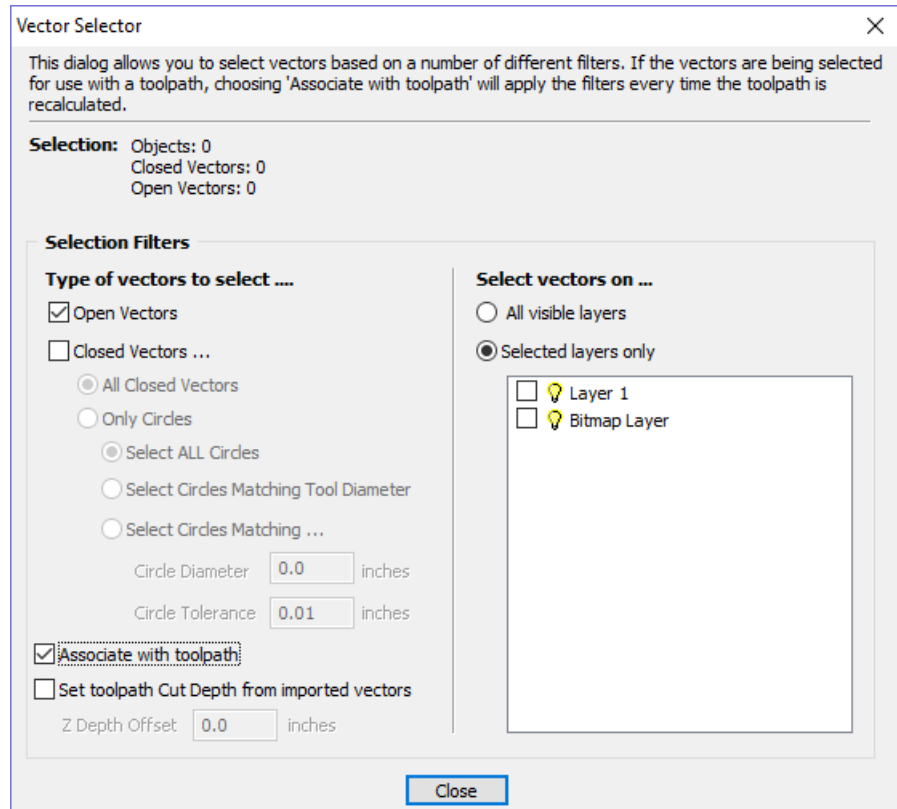 Vector Selector
This dialog allows you to select vectors based on a number of different filters. If the vectors are being selected
for use with a toolpath, choosing 'Associate with toolpath' will apply the filters every time the toolpath is
recalculated.
Selection: Objects: 0
Closed Vectors: 0
Open Vectors: 0
Selection Filters
Type of vectors to select ....
Open Vectors
Closed Vectors ...
All Closed Vectors
Only Circles
Select ALL Circles
Select Circles Matching Tool Diameter
Select Circles Matching ...
Circle Diameter 0.0 inches
Circle Tolerance 0.01 inches
Associate with toolpath
Set toolpath Cut Depth from imported vectors
Z Depth Offset 0.0 inches
Select vectors on ...
All visible layers
Selected layers only
Layer 1
Bitmap Layer
Close